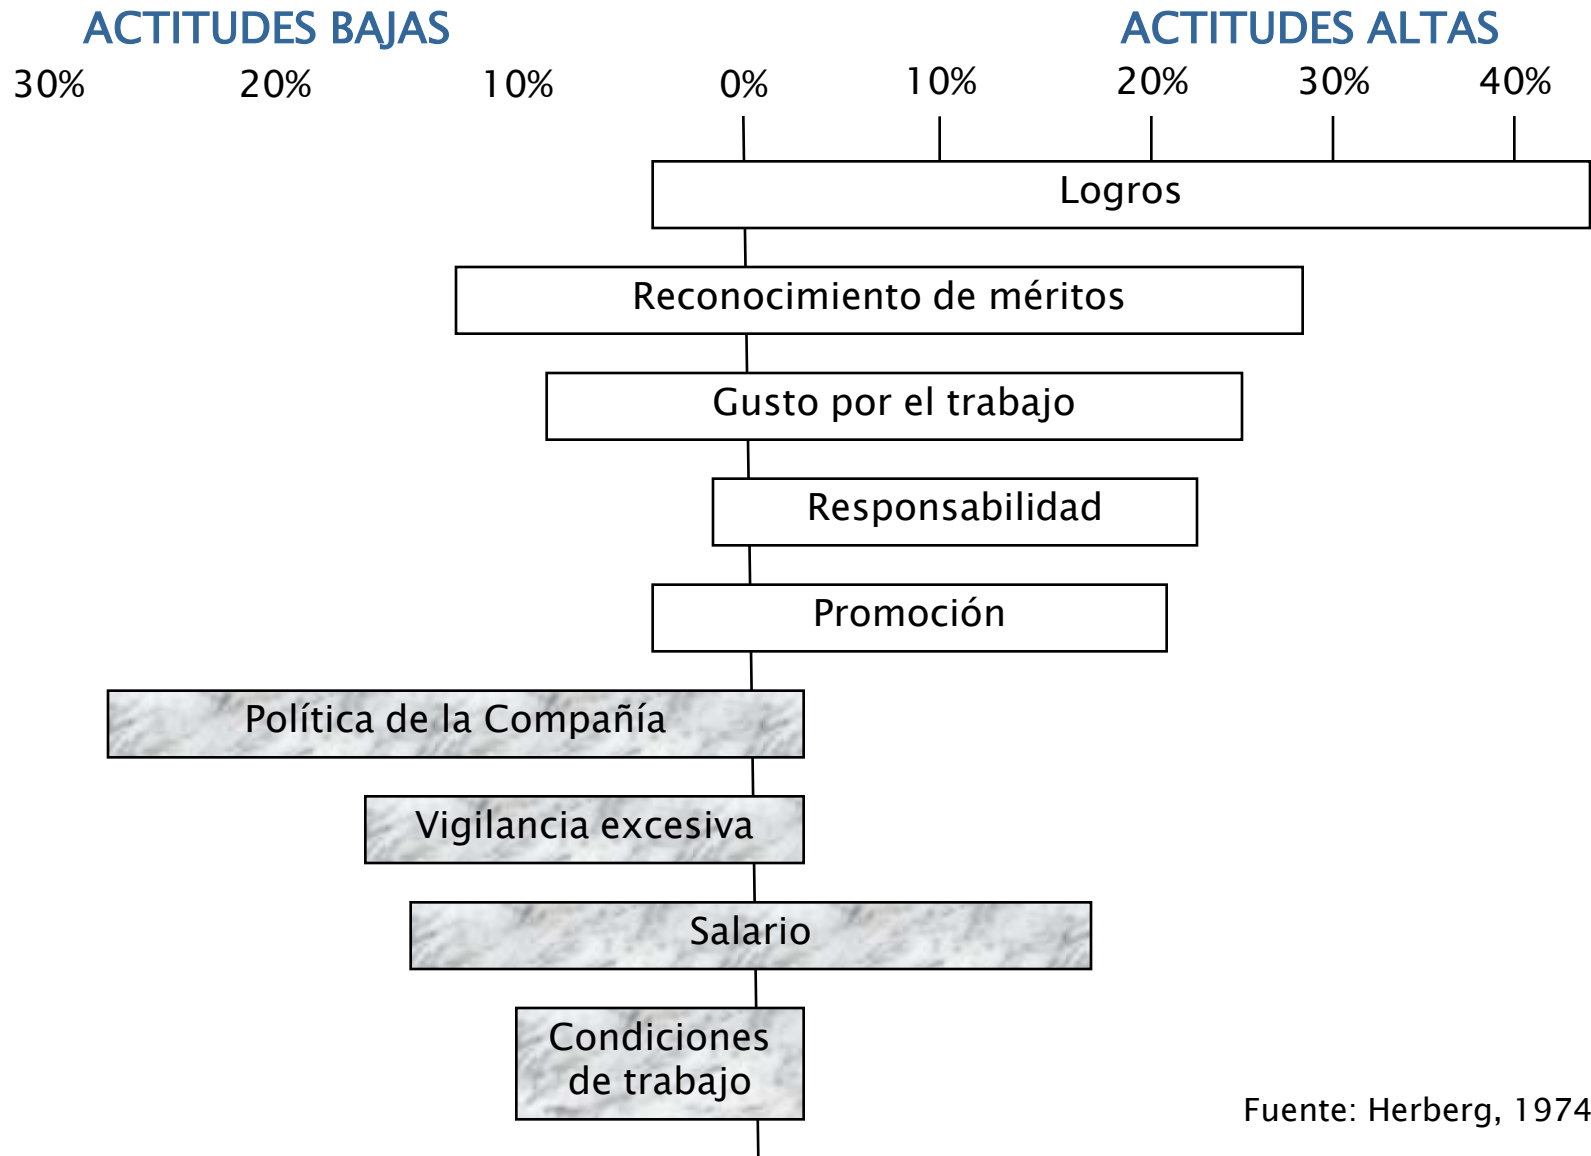 ACTITUDES BAJAS ACTITUDES ALTAS
30% 20% 10% 0% 10% 20% 30% 40%
Logros
Reconocimiento de méritos
Gusto por el trabajo
Responsabilidad
Promoción
Política de la Compañía
Vigilancia excesiva
Salario
Condiciones
de trabajo
Fuente: Herberg, 1974